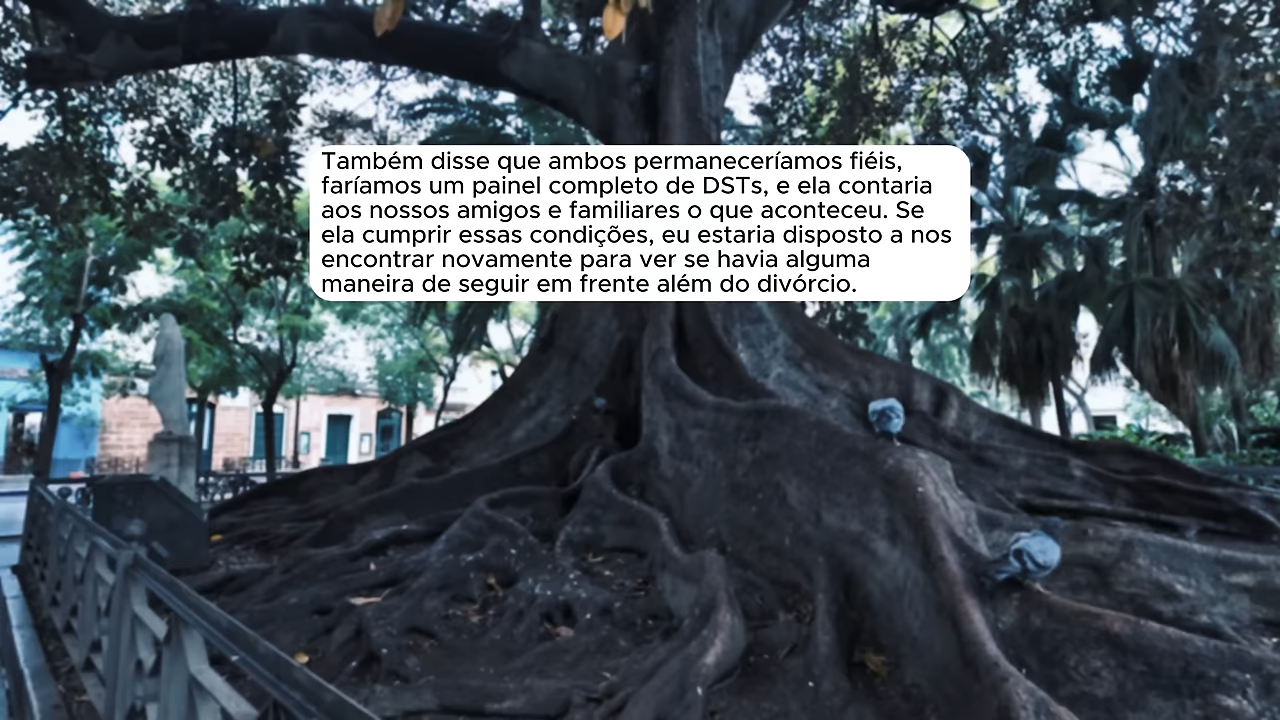 Também disse que ambos permaneceríamos fiéis,
faríamos um painel completo de DSTs, e ela contaria
aos nossos amigos e familiares o que aconteceu. Se
ela cumprir essas condições, eu estaria disposto a nos
encontrar novamente para ver se havia alguma
maneira de seguir em frente além do divórcio.